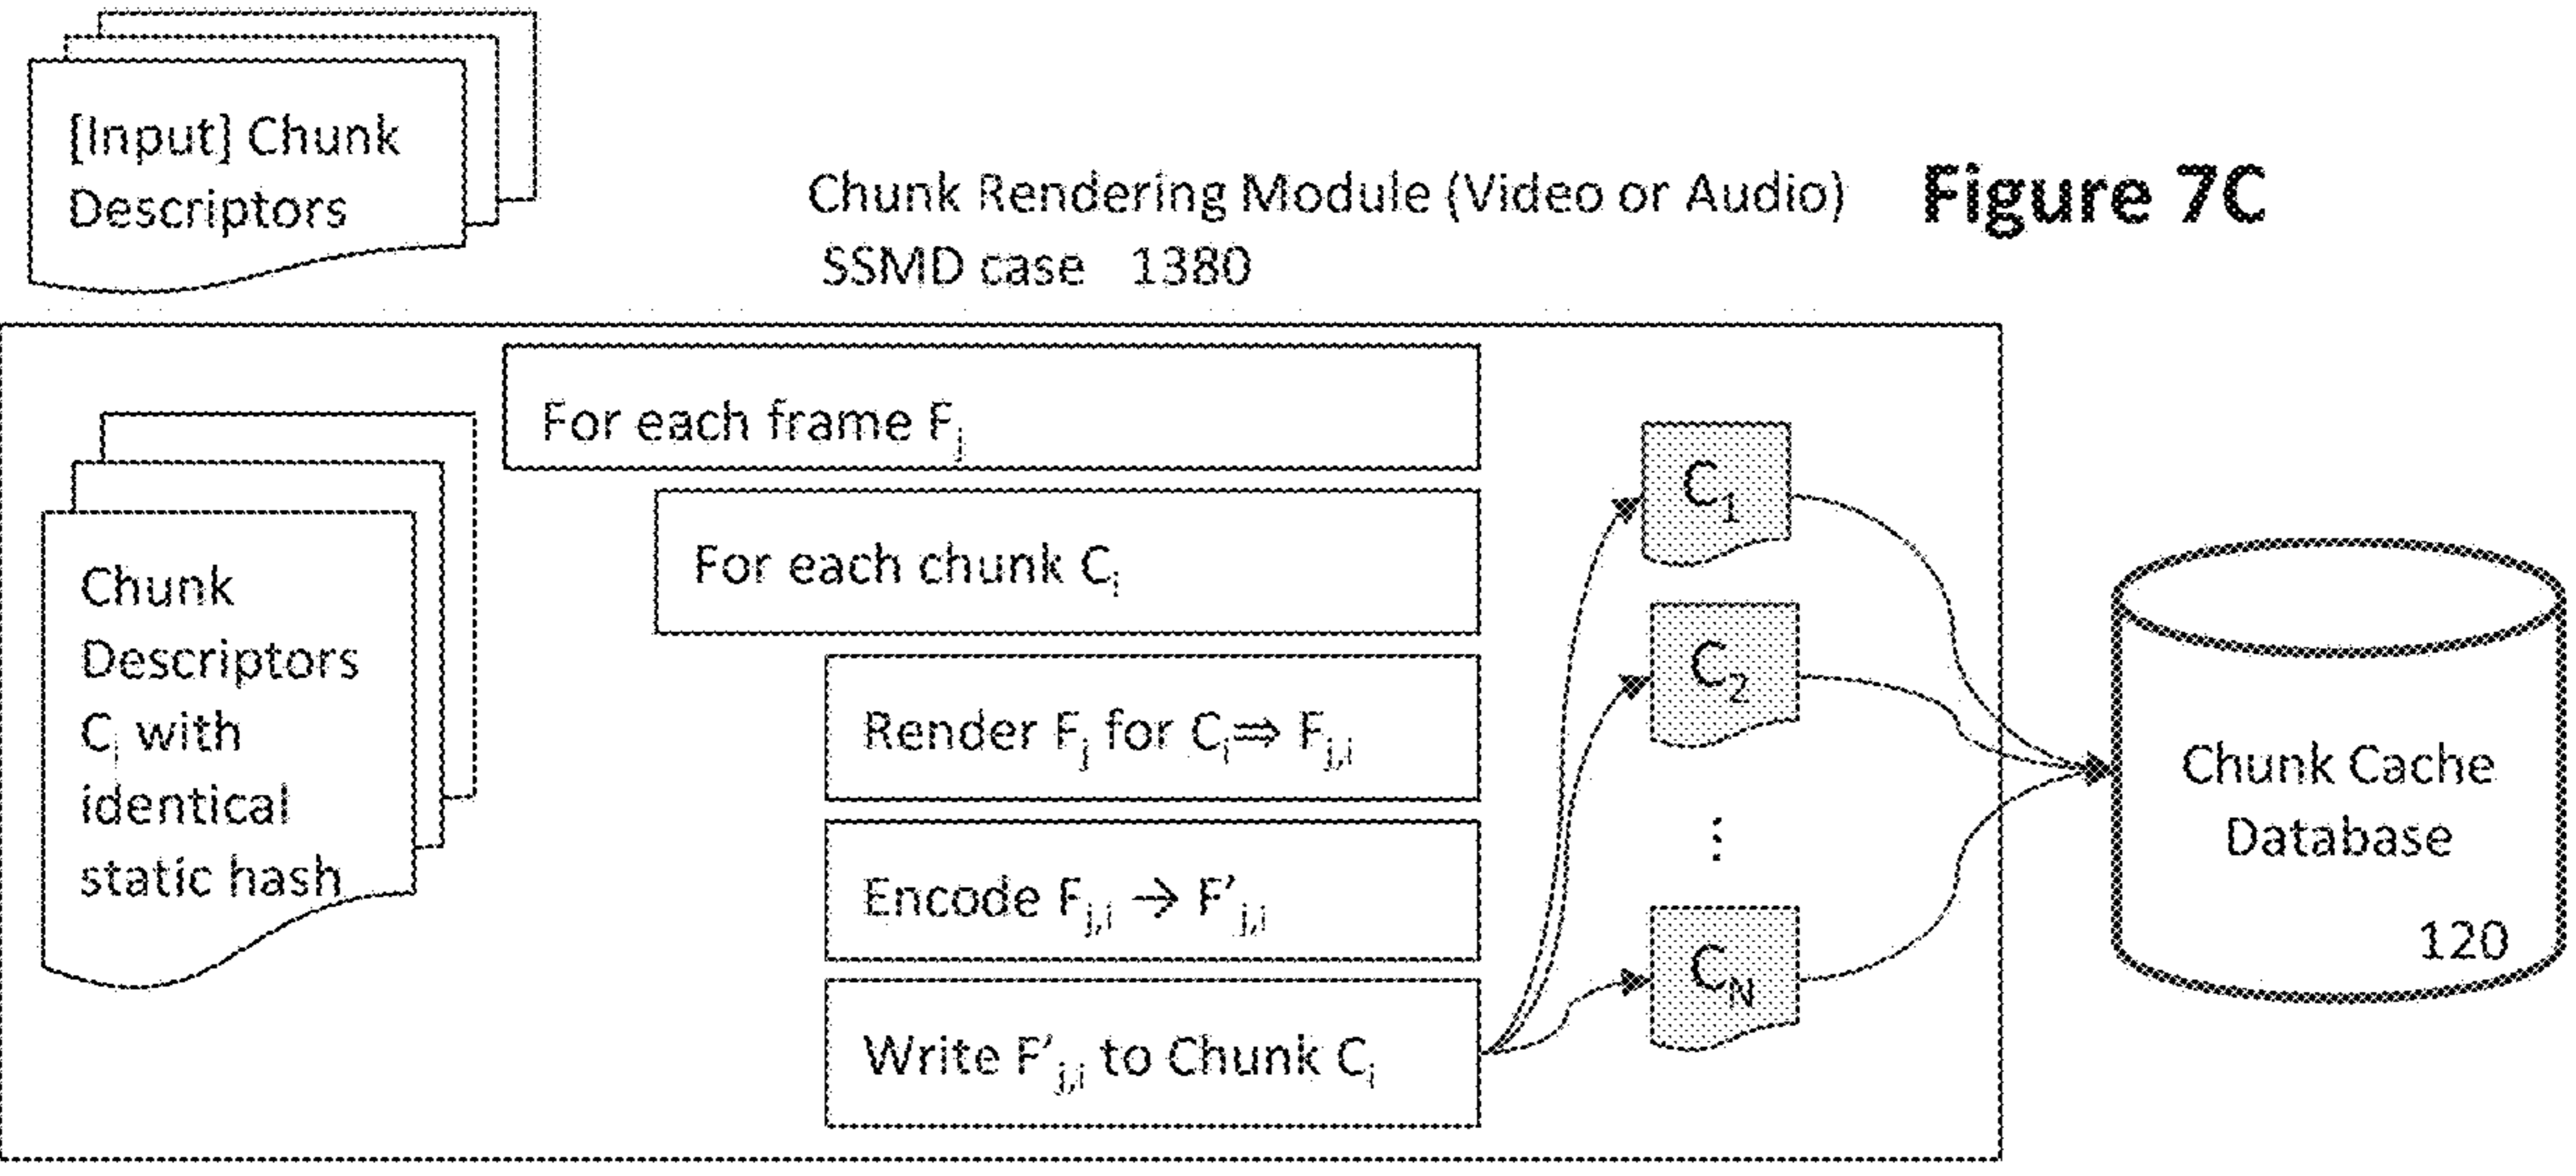 [Input] Chunk
Descriptors
Chunk Rendering Module (Video or Audio)
SSMD case 1380
Figure 7C
For each frame Fj
For each chunk Ci
Render Fj for Ci⇒ Fj,i
Encode Fj,i → F’j,i
Write F’j,i to Chunk Ci
Chunk
Descriptors
Ci with
identical
static hash
C1
C2
⋮
CN
Chunk Cache
Database
120